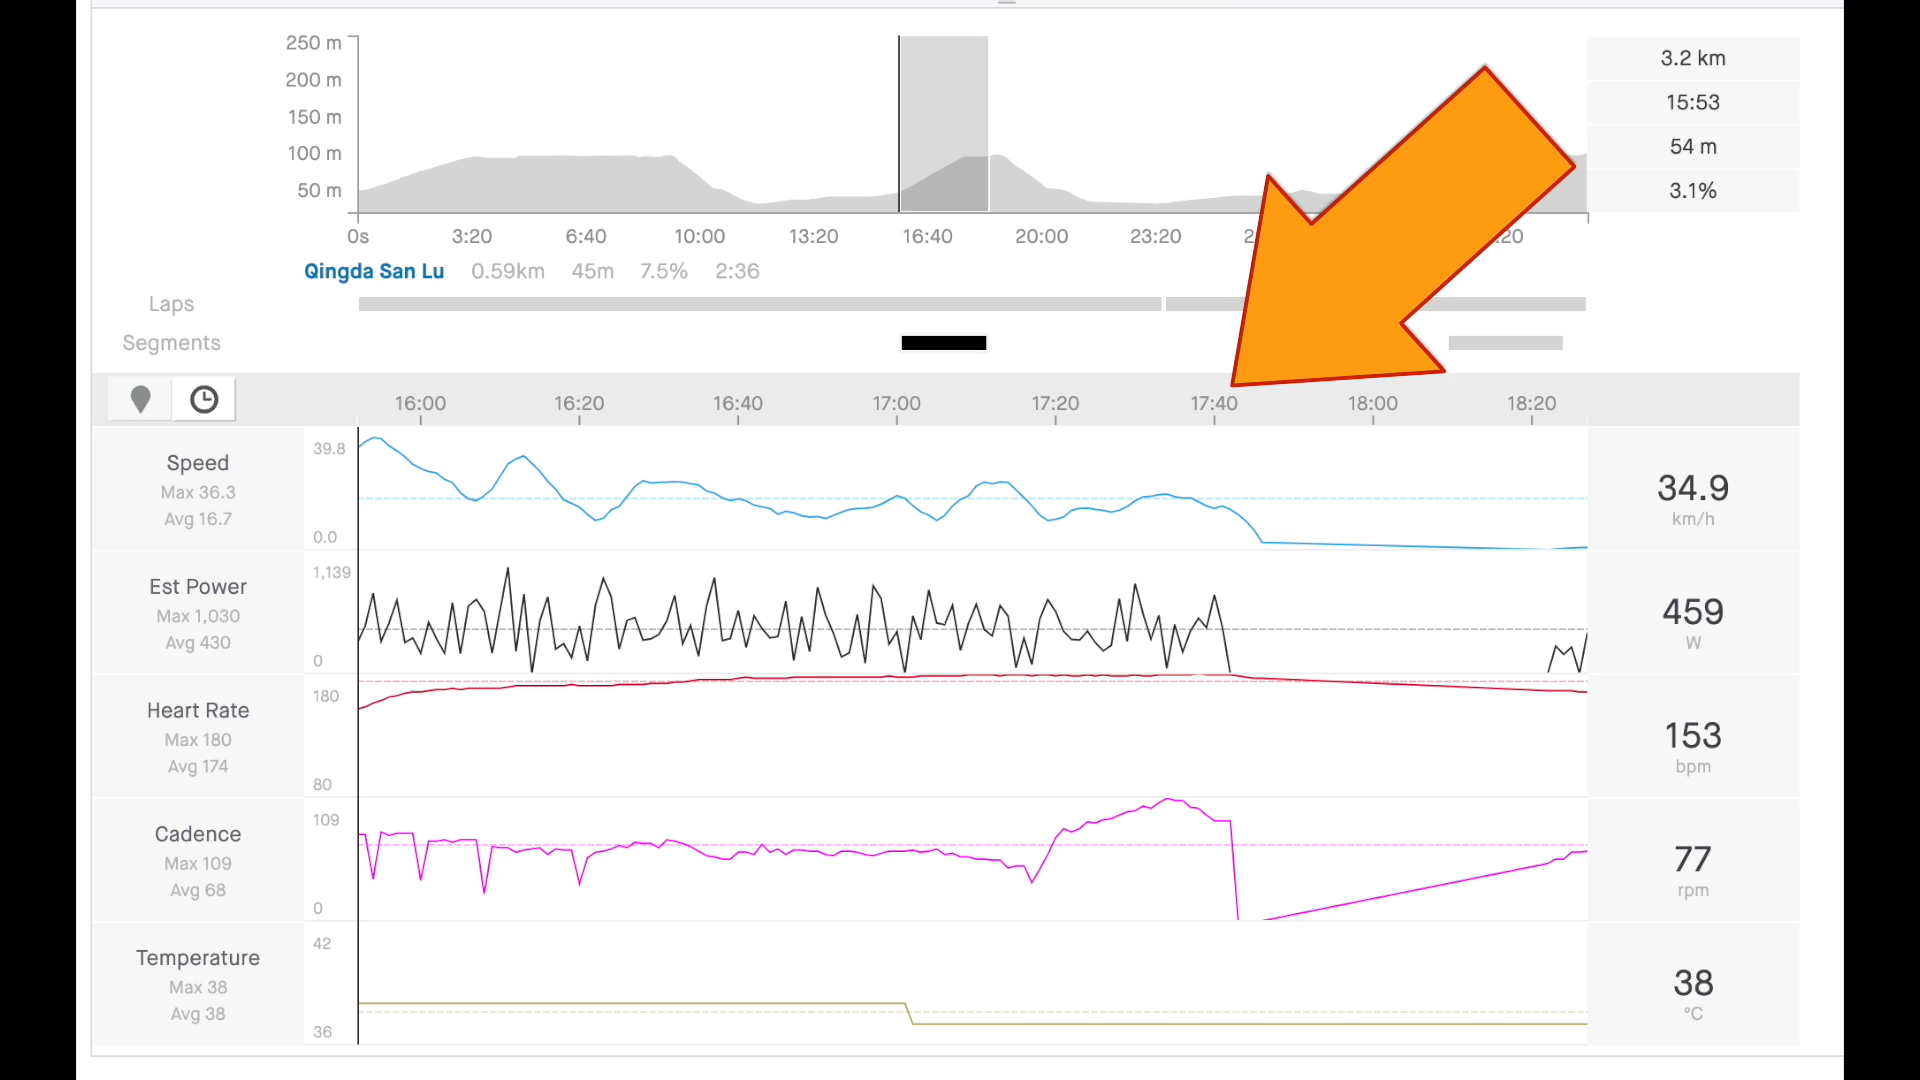 250 m
200 m
150 m
100 m
50 m
3.2 km
15:53
54 m
3.1%
0s 3:20 6:40 10:00 13:20 16:40 20:00 23:20 2 :20
Qingda San Lu 0.59km 45m 7.5% 2:36
Laps
Segments
16:00 16:20 16:40 17:00 17:20 17:40 18:00 18:20
Speed
Max 36.3
Avg 16.7
39.8
0.0
34.9
km/h
Est Power
Max 1,030
Avg 430
1,139
0
459
W
Heart Rate
Max 180
Avg 174
180
80
153
bpm
Cadence
Max 109
Avg 68
109
0
77
rpm
Temperature
Max 38
Avg 38
42
36
38
°C